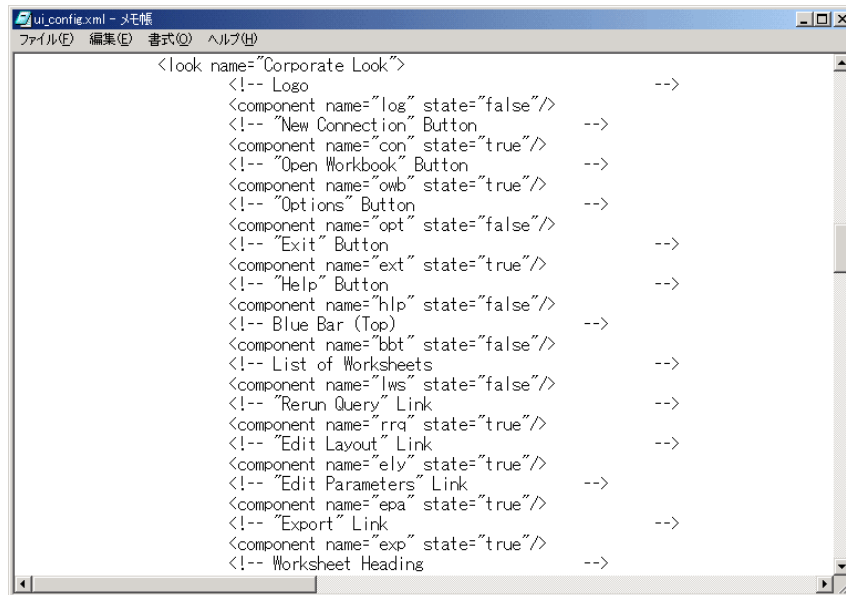 ui_config.xml - メモ帳
ファイル(F) 編集(E) 書式(O) ヘルプ(H)
<look name="Corporate Look">
<!-- Logo -->
<component name="log" state="false"/>
<!-- "New Connection" Button -->
<component name="con" state="true"/>
<!-- "Open Workbook" Button -->
<component name="owb" state="true"/>
<!-- "Options" Button -->
<component name="opt" state="false"/>
<!-- "Exit" Button -->
<component name="ext" state="true"/>
<!-- "Help" Button -->
<component name="hlp" state="false"/>
<!-- Blue Bar (Top) -->
<component name="bbt" state="false"/>
<!-- List of Worksheets -->
<component name="lws" state="false"/>
<!-- "Rerun Query" Link -->
<component name="rrq" state="true"/>
<!-- "Edit Layout" Link -->
<component name="ely" state="true"/>
<!-- "Edit Parameters" Link -->
<component name="epa" state="true"/>
<!-- "Export" Link -->
<component name="exp" state="true"/>
<!-- Worksheet Heading -->